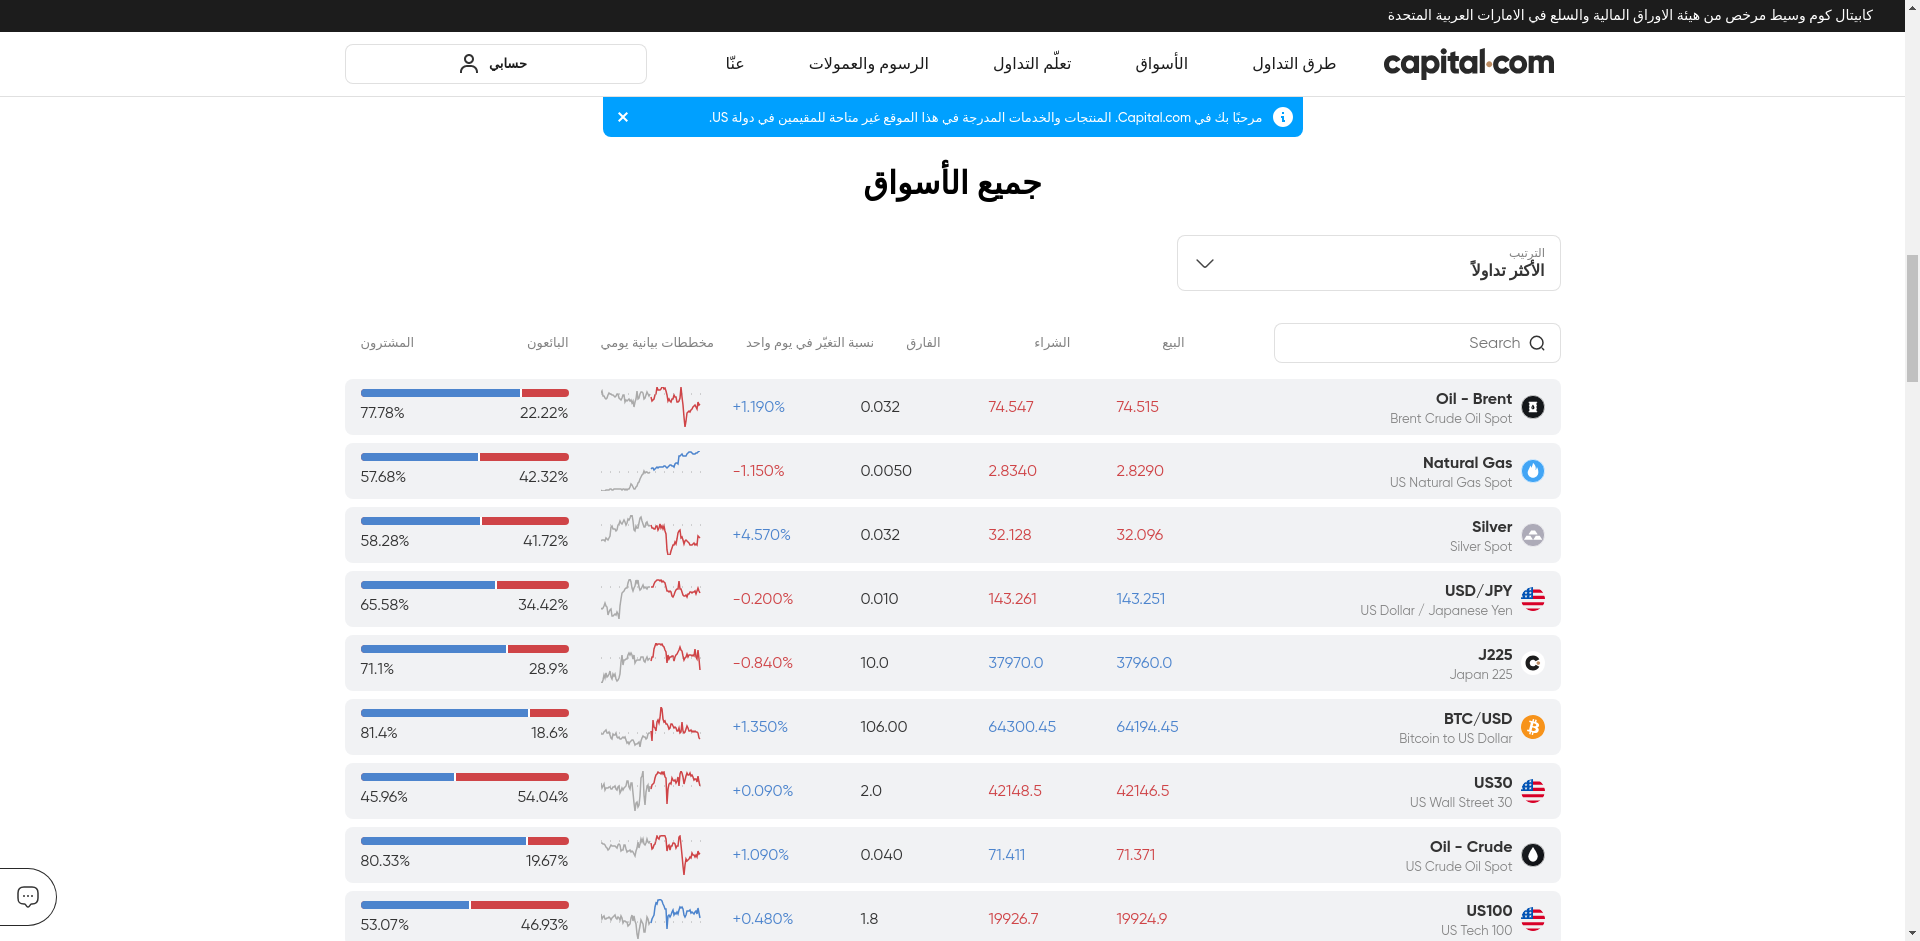 كابيتال كوم وسيط مرخص من هيئة الاوراق المالية والسلع في الامارات العربية المتحدة
capital.com
طرق التداول
الأسواق
تعلّم التداول
الرسوم والعمولات
عنّا
حسابي
مرحبًا بك في Capital.com. المنتجات والخدمات المدرجة في هذا الموقع غير متاحة للمقيمين في دولة US.
جميع الأسواق
الترتيب
الأكثر تداولاً
Search
البيع
الشراء
الفارق
نسبة التغيّر في يوم واحد
مخططات بيانية يومي
البائعون
المشترون
Oil - Brent
Brent Crude Oil Spot
74.515
74.547
0.032
+1.190%
22.22%
77.78%
Natural Gas
US Natural Gas Spot
2.8290
2.8340
0.0050
-1.150%
42.32%
57.68%
Silver
Silver Spot
32.096
32.128
0.032
+4.570%
41.72%
58.28%
USD/JPY
US Dollar / Japanese Yen
143.251
143.261
0.010
-0.200%
34.42%
65.58%
J225
Japan 225
37960.0
37970.0
10.0
-0.840%
28.9%
71.1%
BTC/USD
Bitcoin to US Dollar
64194.45
64300.45
106.00
+1.350%
18.6%
81.4%
US30
US Wall Street 30
42146.5
42148.5
2.0
+0.090%
54.04%
45.96%
Oil - Crude
US Crude Oil Spot
71.371
71.411
0.040
+1.090%
19.67%
80.33%
US100
US Tech 100
19924.9
19926.7
1.8
+0.480%
46.93%
53.07%